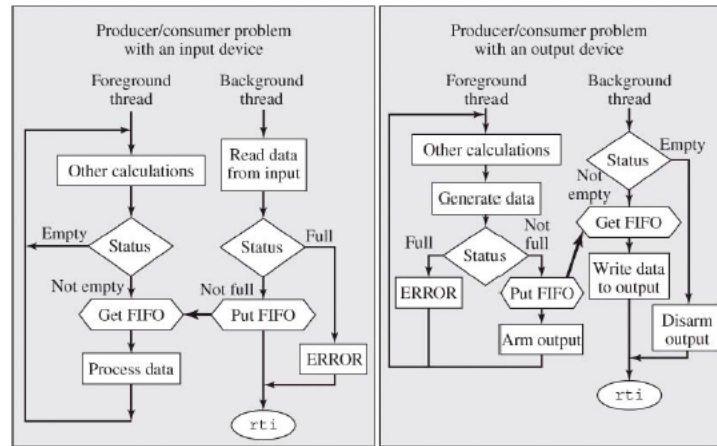 Producer/consumer problem
with an input device
Foreground
thread
Background
thread
Other calculations
Read data
from input
Empty
Status
Status
Full
Not empty
Not full
Get FIFO
Put FIFO
Process data
ERROR
rti
Producer/consumer problem
with an output device
Foreground
thread
Background
thread
Other calculations
Status
Empty
Not
empty
Generate data
Get FIFO
Full
Status
Not
full
ERROR
Put FIFO
Write data
to output
Arm output
Disarm
output
rti